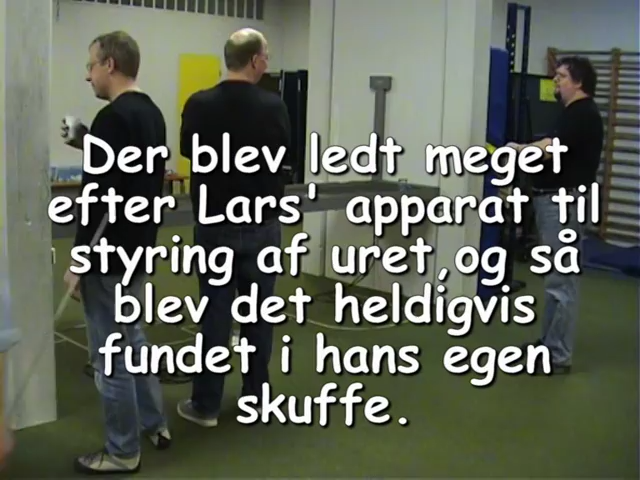 Der blev ledt meget
efter Lars' apparat til
styring af uret,og så
blev det heldigvis
fundet i hans egen
skuffe.